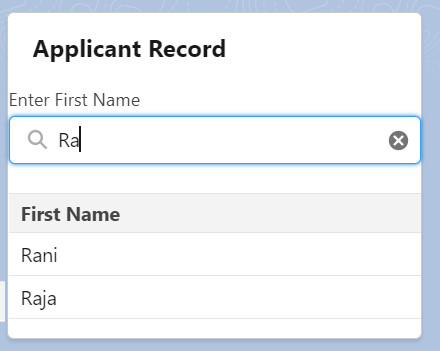 Applicant Record
Enter First Name
Ra
First Name
Rani
Raja